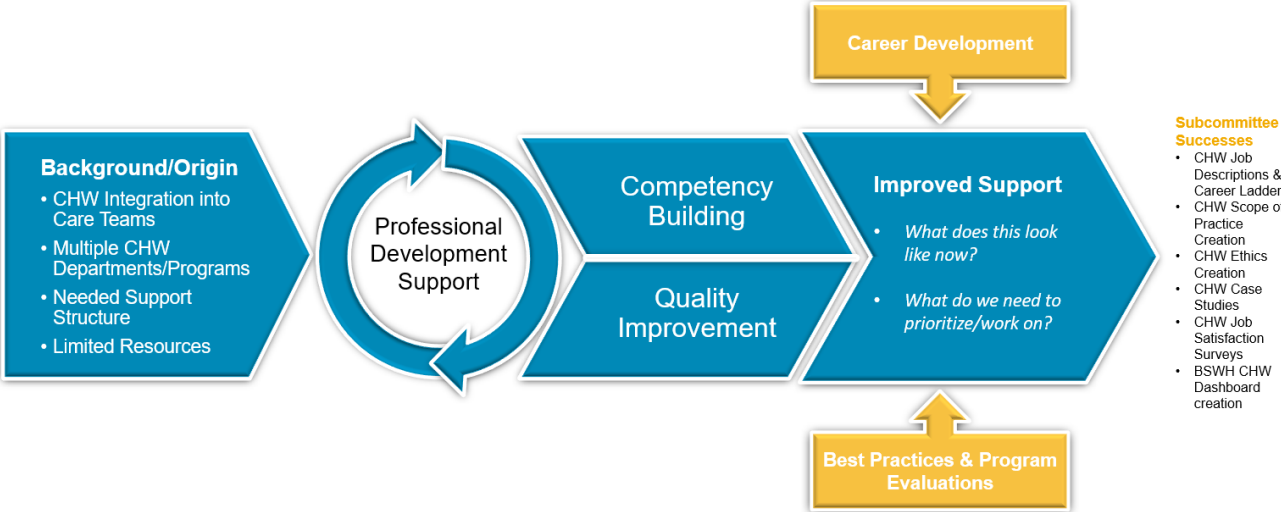 Background/Origin
• CHW Integration into
Care Teams
• Multiple CHW
Departments/Programs
• Needed Support
Structure
• Limited Resources
Professional
Development
Support
Competency
Building
Quality
Improvement
Career Development
Improved Support
• What does this look
like now?
• What do we need to
prioritize/work on?
Best Practices & Program
Evaluations
Subcommittee
Successes
• CHW Job
Descriptions &
Career Ladder
• CHW Scope of
Practice
Creation
• CHW Ethics
Creation
• CHW Case
Studies
• CHW Job
Satisfaction
Surveys
• BSWH CHW
Dashboard
creation